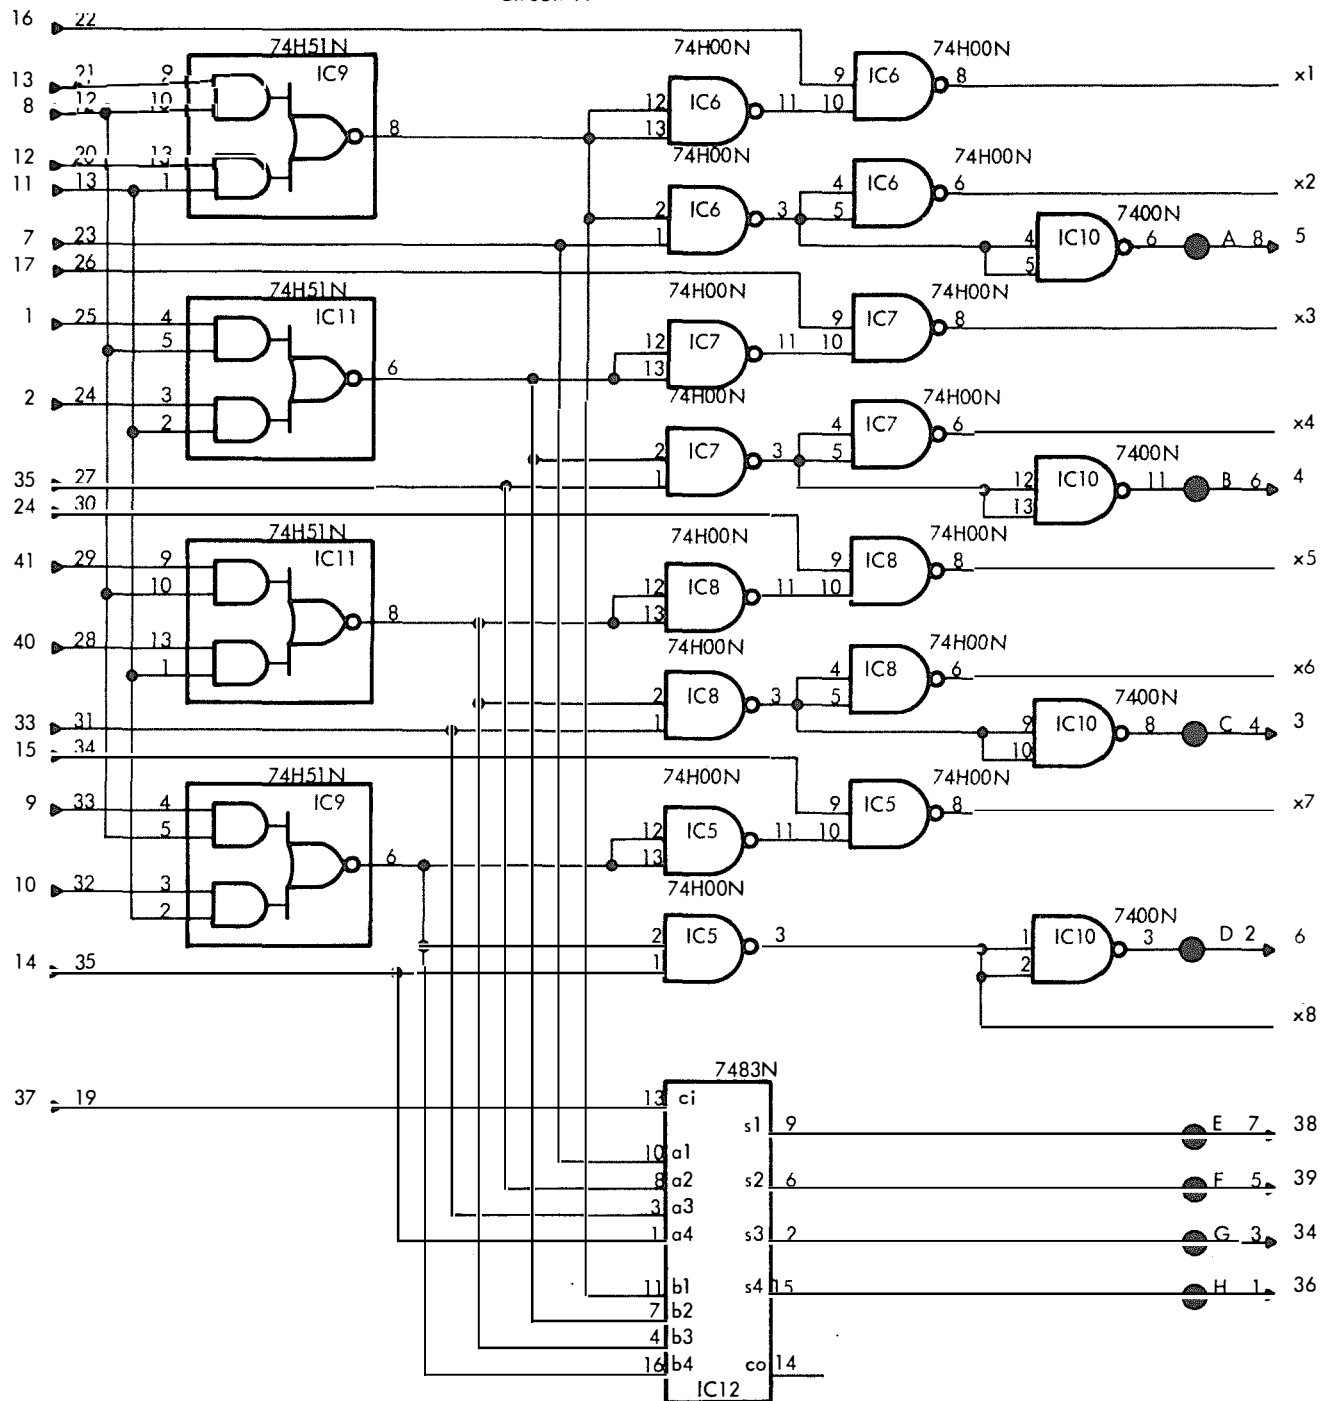 16 22
74H51N 74H00N 74H00N
13 21 9 IC9 IC6 9 IC6 8 x1
8 12 10 12 11 10
8 13
12 20 13 74H00N 74H00N
11 13 1 4 IC6 6 x2
2 IC6 3 5 7400N
7 23 1 4 IC10 6 A 8 5
17 26 5
74H51N 74H00N 74H00N
1 25 4 IC11 9 IC7 8 x3
5 12 IC7 11 10
6 13
2 24 3 74H00N 74H00N
2 4 IC7 6 x4
2 IC7 3 5 7400N
35 27 1 12 IC10 11 B 6 4
24 30 13
74H51N 74H00N 74H00N
41 29 9 IC11 9 IC8 8 x5
10 12 IC8 11 10
8 13
40 28 13 74H00N 74H00N
1 4 IC8 6 x6
2 IC8 3 5 7400N
33 31 1 9 IC10 8 C 4 3
15 34 10
74H51N 74H00N 74H00N
9 33 4 IC9 9 IC5 8 x7
5 12 IC5 11 10
6 13
10 32 3 74H00N
2 7400N
2 IC5 3 1 IC10 3 D 2 6
14 35 1 2
x8
7483N
37 19 13 ci
s1 9 E 7 38
10 a1
8 a2 s2 6 F 5 39
3 a3
1 a4 s3 2 G 3 34
11 b1 s4 15 H 1 36
7 b2
4 b3
16 b4 co 14
IC12